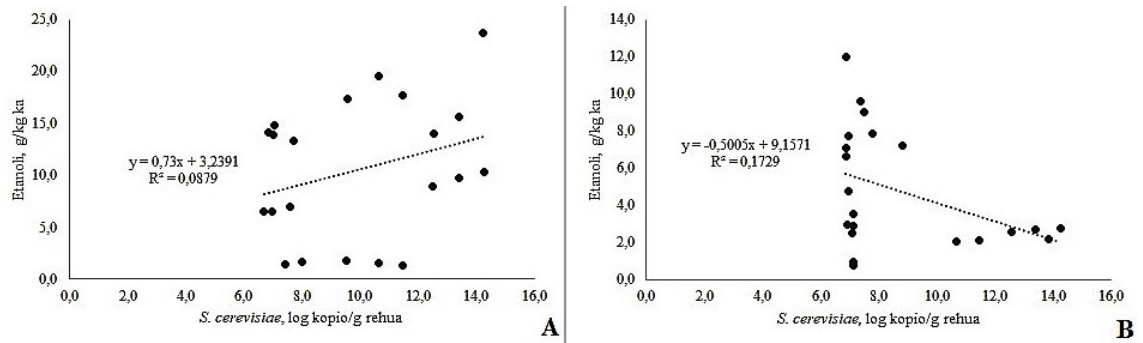 25,0
20,0
15,0
10,0
5,0
0,0
Etanoli, g/kg ka
y = 0,73x + 3,2391
R² = 0,0879
0,0 2,0 4,0 6,0 8,0 10,0 12,0 14,0 16,0
S. cerevisiae, log kopio/g rehua
A
14,0
12,0
10,0
8,0
6,0
4,0
2,0
0,0
Etanoli, g/kg ka
y = -0,5005x + 9,1571
R² = 0,1729
0,0 2,0 4,0 6,0 8,0 10,0 12,0 14,0 16,0
S. cerevisiae, log kopio/g rehua
B